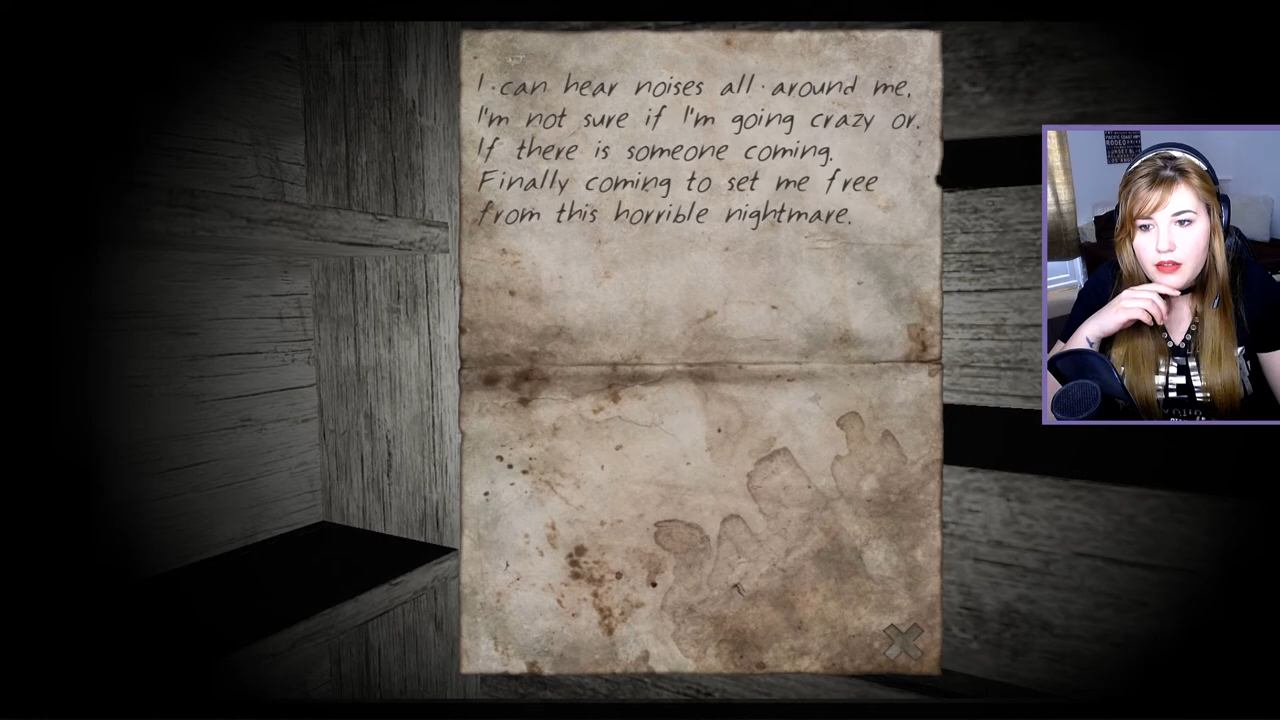 I can hear noises all around me,
I'm not sure if I'm going crazy or.
If there is someone coming.
Finally coming to set me free
from this horrible nightmare.
RODEO